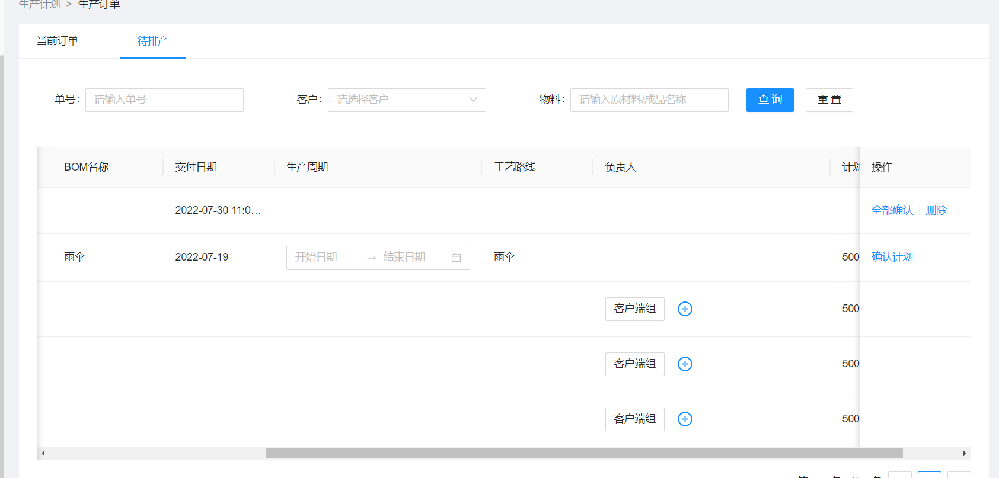 生产计划 > 生产订单
当前订单 待排产
单号: 请输入单号 客户: 请选择客户 物料: 请输入原材料/成品名称 查 询 重 置
BOM名称 交付日期 生产周期 工艺路线 负责人 计划 操作
2022-07-30 11:0... 全部确认 删除
雨伞 2022-07-19 开始日期 结束日期 雨伞 500 确认计划
客户端组 500
客户端组 500
客户端组 500